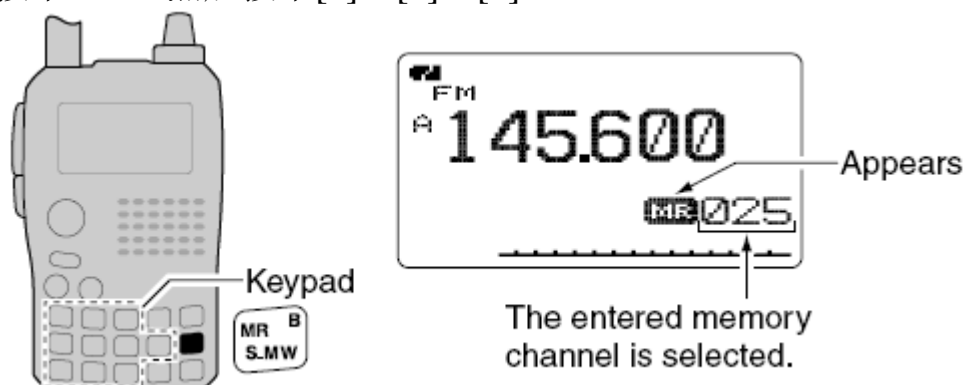 FM
A 145.600
MR 025
Appears
Keypad
MR B
S.MW
The entered memory
channel is selected.